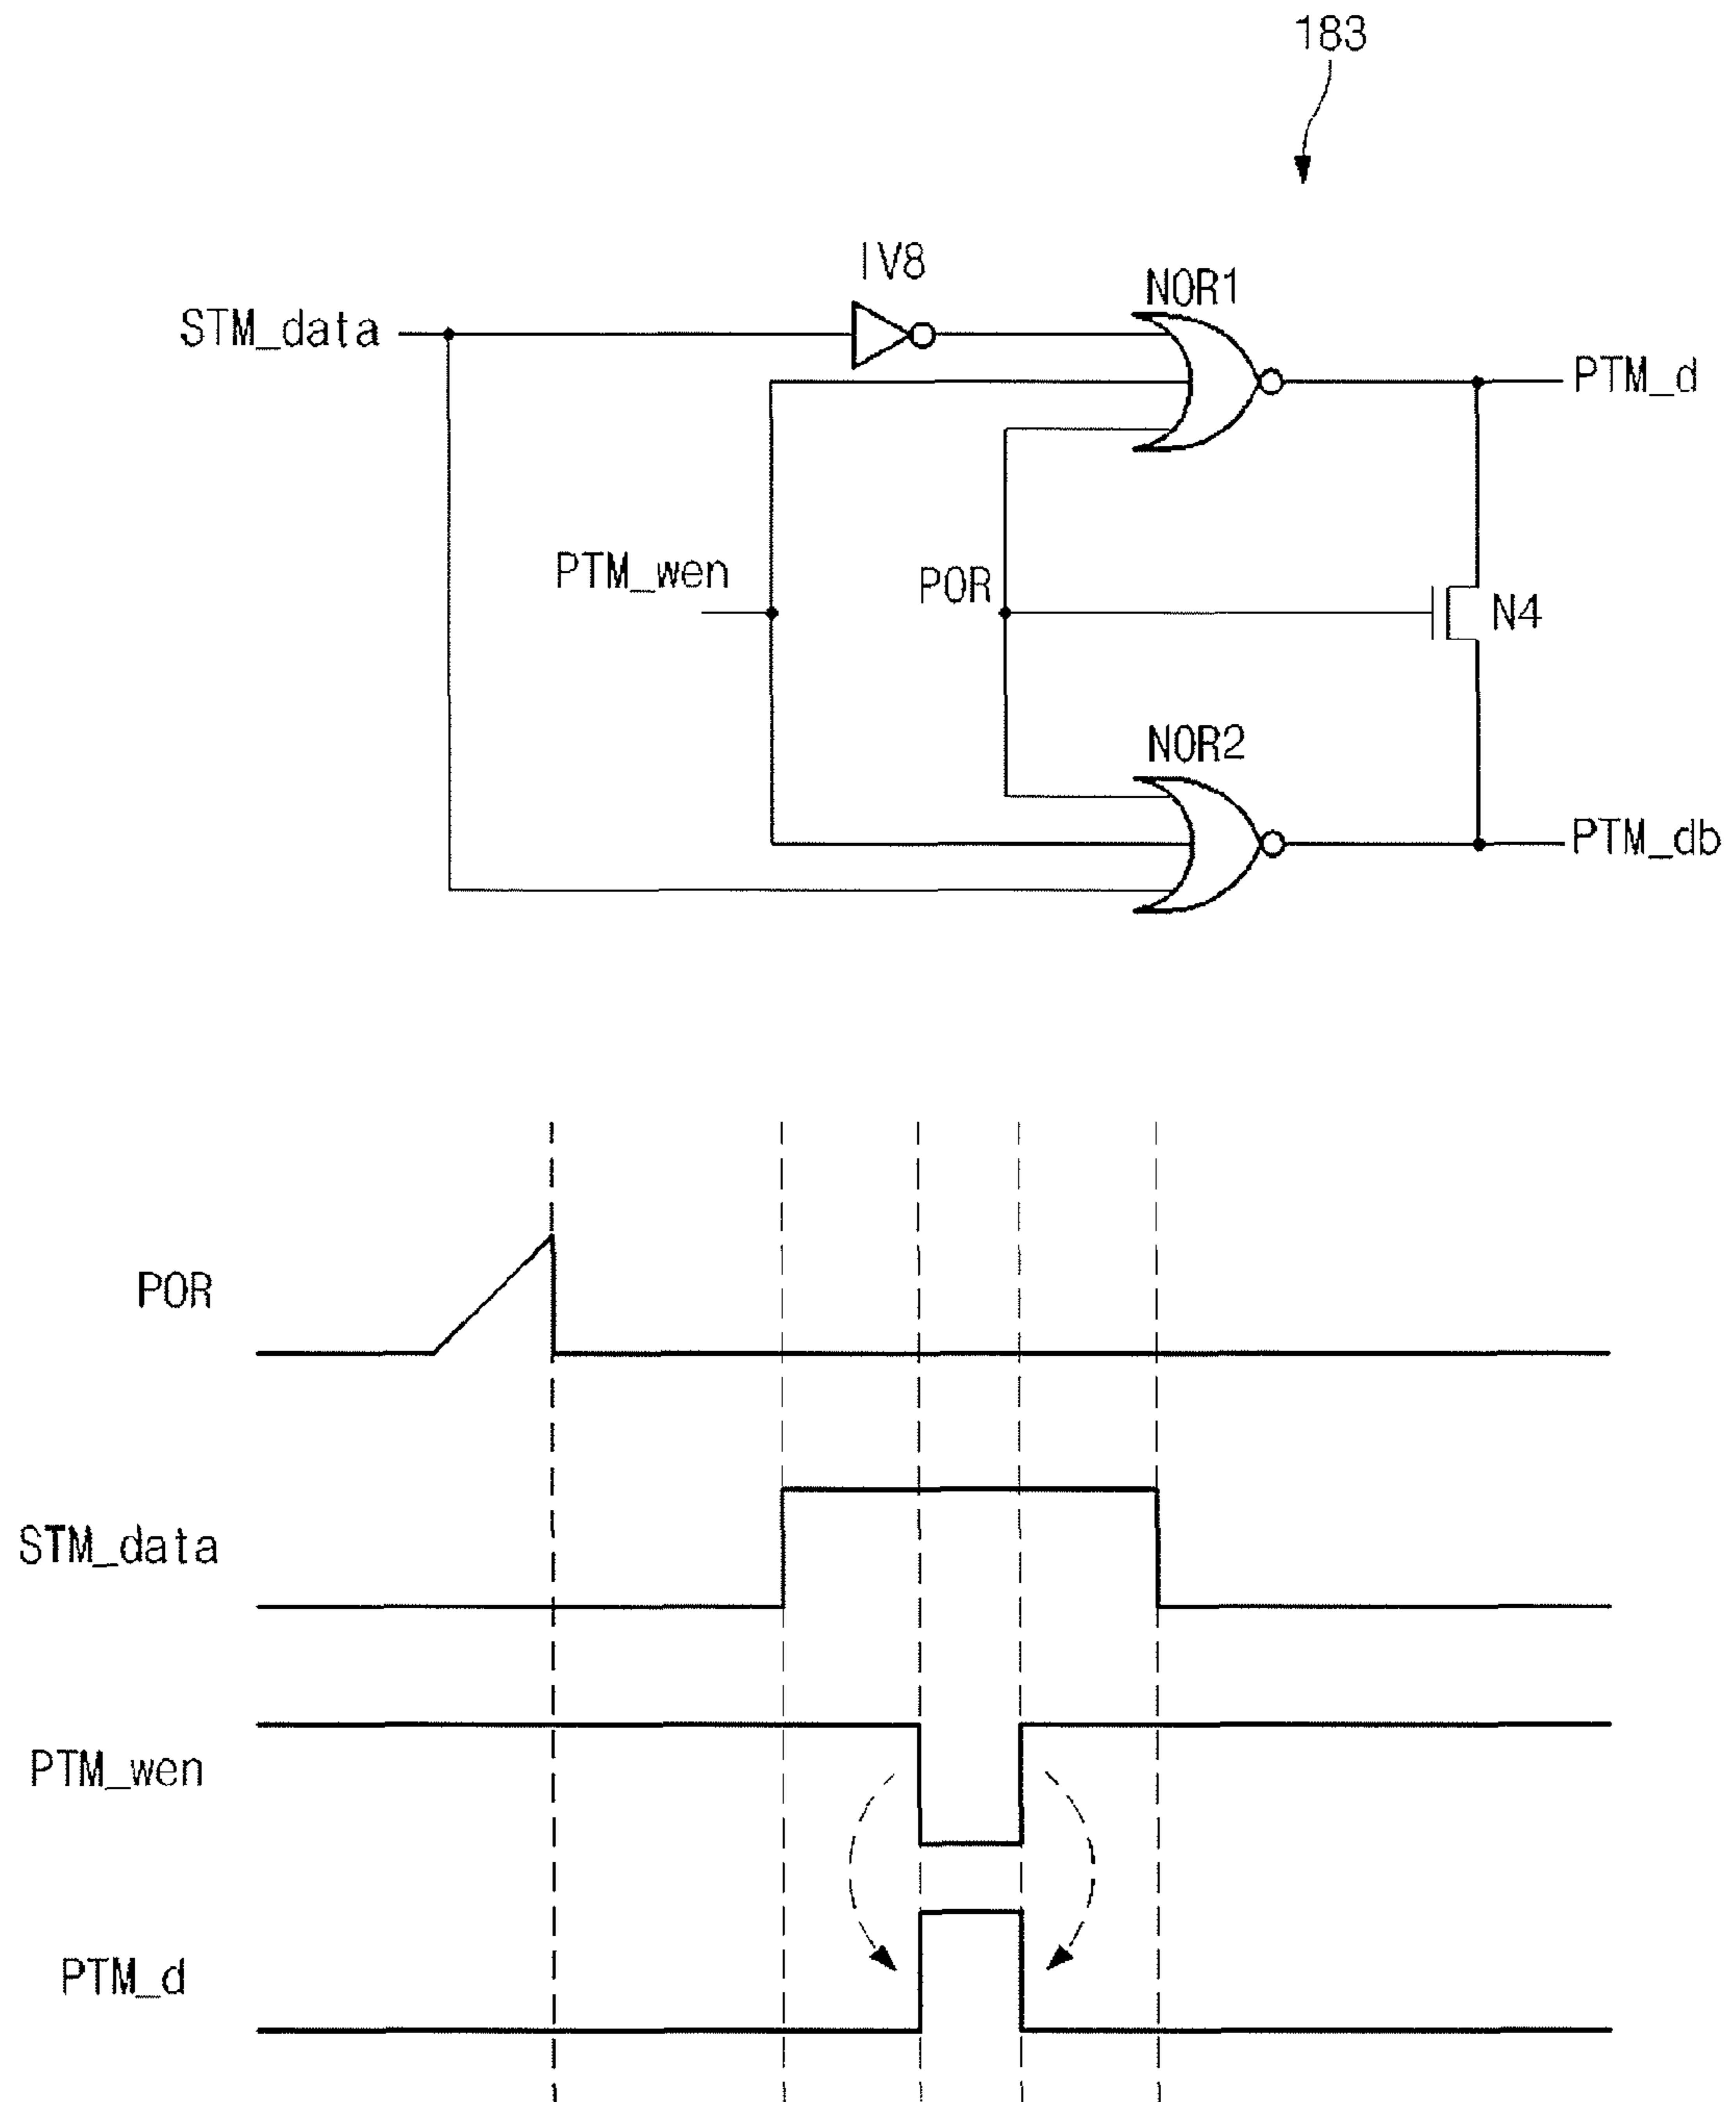 183
IV8
NOR1
STM_data
PTM_d
PTM_wen
POR
N4
NOR2
PTM_db
POR
STM_data
PTM_wen
PTM_d